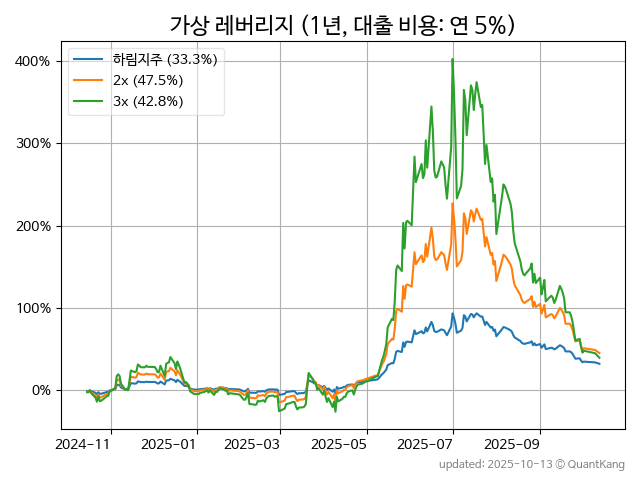 가상 레버리지 (1년, 대출 비용: 연 5%)
하림지주 (33.3%)
2x (47.5%)
3x (42.8%)
400%
300%
200%
100%
0%
2024-11 2025-01 2025-03 2025-05 2025-07 2025-09
updated: 2025-10-13 © QuantKang